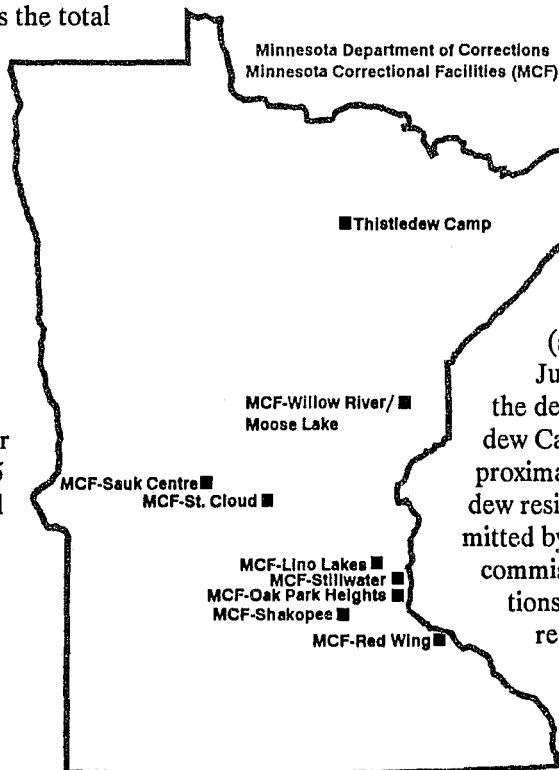 s the total
Minnesota Department of Corrections
Minnesota Correctional Facilities (MCF)
Thistledew Camp
MCF-Willow River/
Moose Lake
MCF-Sauk Centre
MCF-St. Cloud
MCF-Lino Lakes
MCF-Stillwater
MCF-Oak Park Heights
MCF-Shakopee
MCF-Red Wing
r
l
Ju
the de
dew Ca
proxima
dew resi
mitted by
commis
tions
re